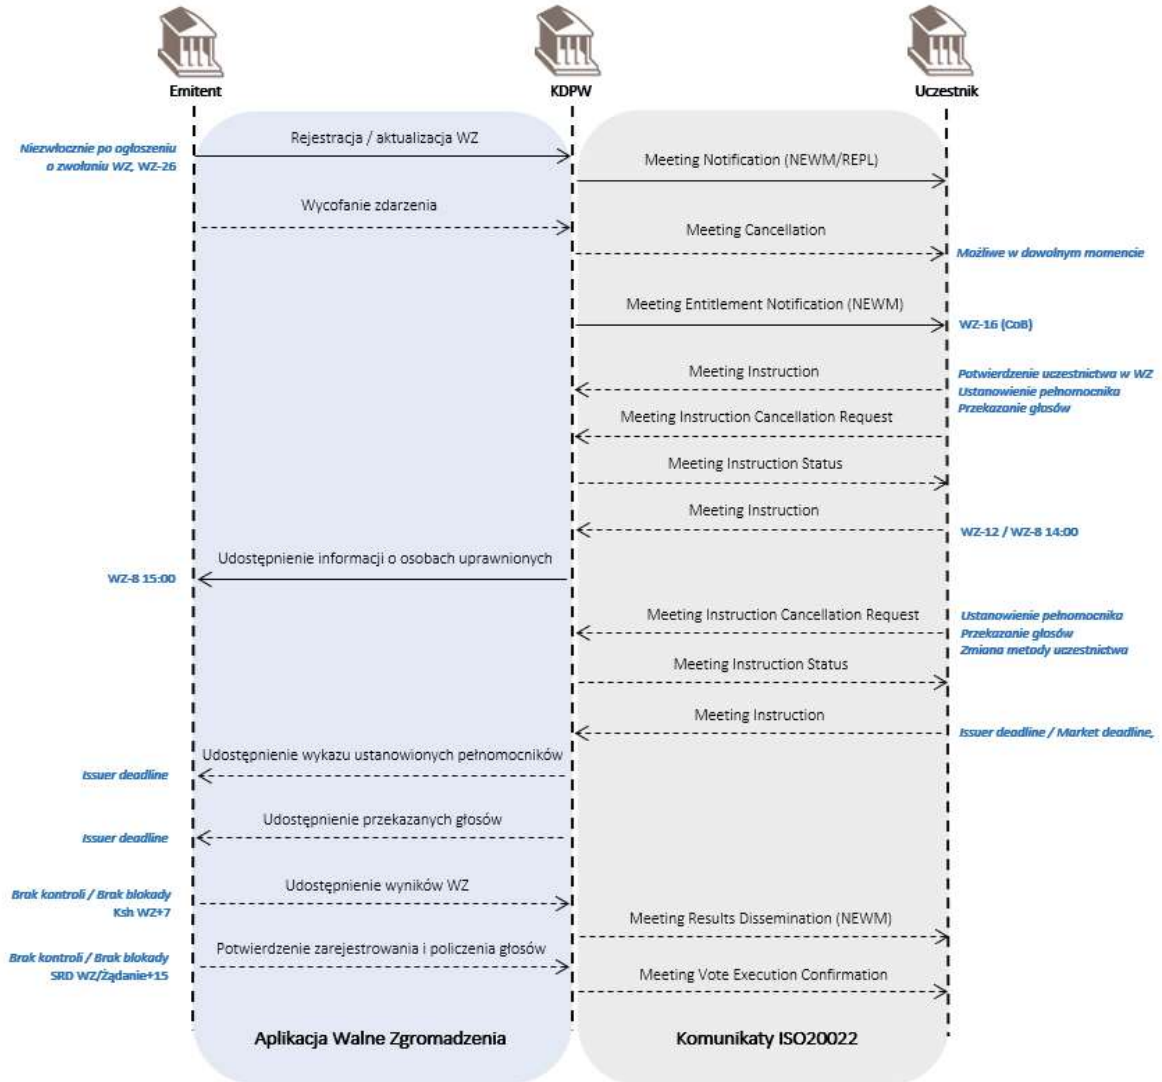 Emitent
KDPW
Uczestnik
Rejestracja / aktualizacja WZ
Niezwłocznie po ogłoszeniu
o zwołaniu WZ, WZ-26
Meeting Notification (NEWM/REPL)
Wycofanie zdarzenia
Meeting Cancellation
Możliwe w dowolnym momencie
Meeting Entitlement Notification (NEWM)
WZ-16 (CoB)
Meeting Instruction
Potwierdzenie uczestnictwa w WZ
Ustanowienie pełnomocnika
Przekazanie głosów
Meeting Instruction Cancellation Request
Meeting Instruction Status
Meeting Instruction
WZ-12 / WZ-8 14:00
Udostępnienie informacji o osobach uprawnionych
WZ-8 15:00
Meeting Instruction Cancellation Request
Ustanowienie pełnomocnika
Przekazanie głosów
Zmiana metody uczestnictwa
Meeting Instruction Status
Meeting Instruction
Issuer deadline / Market deadline,
Udostępnienie wykazu ustanowionych pełnomocników
Issuer deadline
Udostępnienie przekazanych głosów
Issuer deadline
Udostępnienie wyników WZ
Brak kontroli / Brak blokady
Ksh WZ+7
Meeting Results Dissemination (NEWM)
Potwierdzenie zarejestrowania i policzenia głosów
Brak kontroli / Brak blokady
SRD WZ/Żądanie+15
Meeting Vote Execution Confirmation
Aplikacja Walne Zgromadzenia
Komunikaty ISO20022